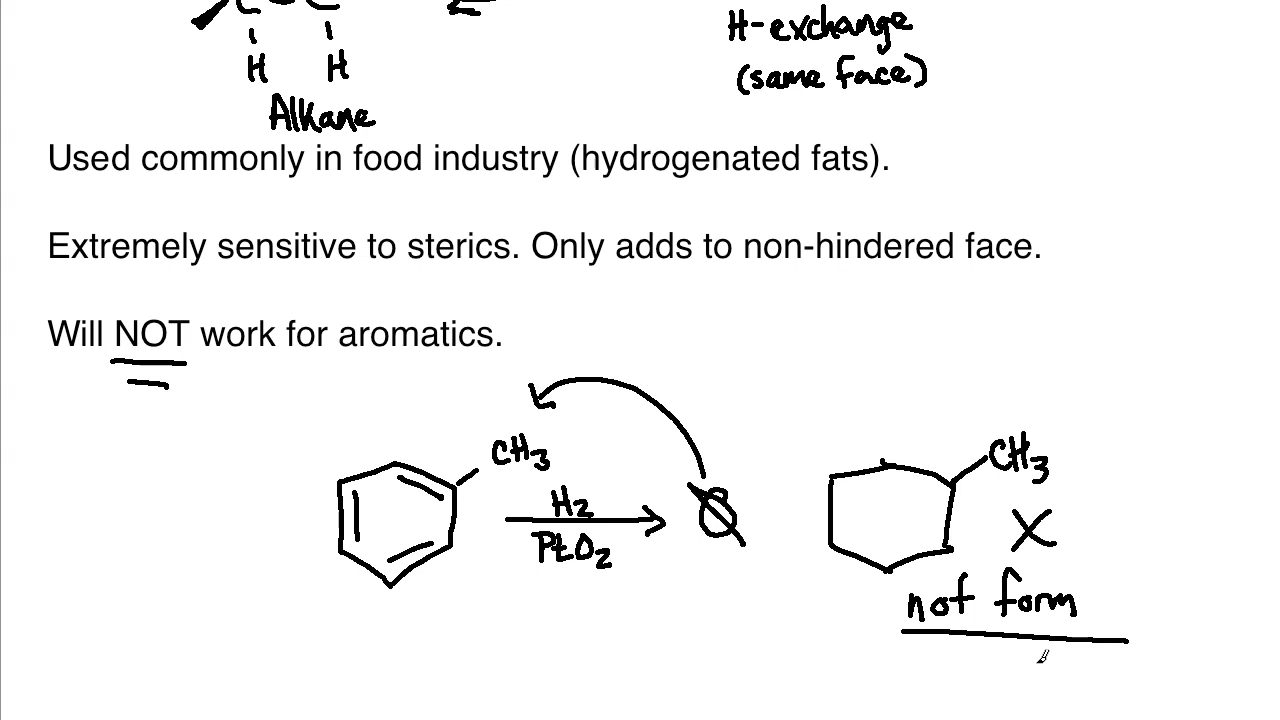 H-exchange
(same face)
H H
Alkane
Used commonly in food industry (hydrogenated fats).
Extremely sensitive to sterics. Only adds to non-hindered face.
Will NOT work for aromatics.
CH3
H2
PtO2
CH3
X
not form